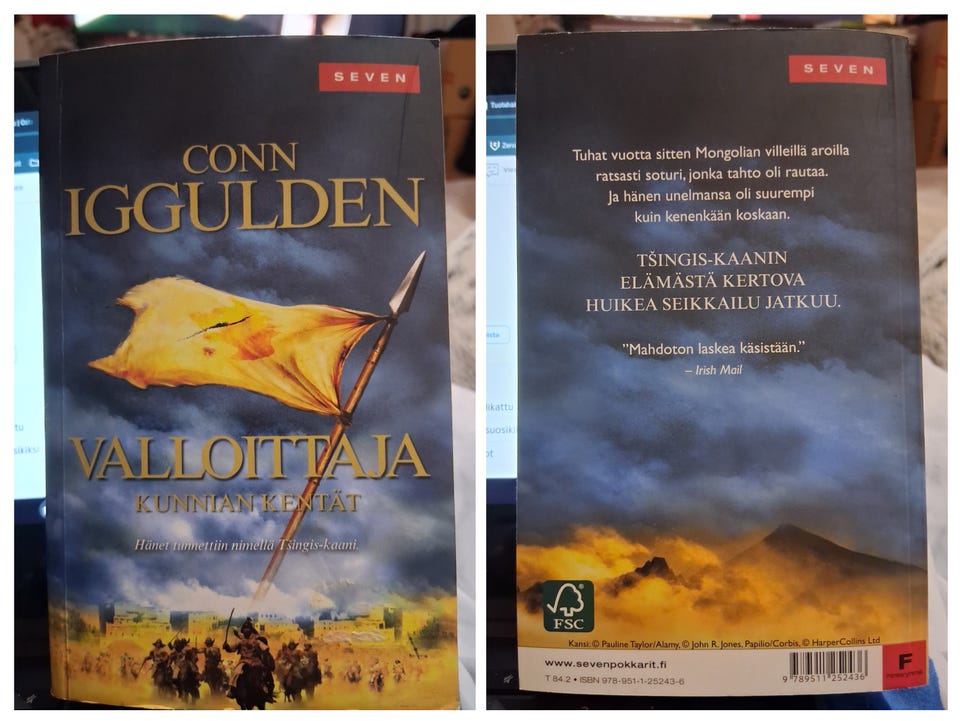 SEVEN
CONN
IGGULDEN
VALLOITTAJA
KUNNIAN KENTÄT
Hänet tunnettiin nimellä Tšingis-kaani.
SEVEN
Tuhat vuotta sitten Mongolian villeillä aroilla
ratsasti soturi, jonka tahto oli rautaa.
Ja hänen unelmansa oli suurempi
kuin kenenkään koskaan.
TŠINGIS-KAANIN
ELÄMÄSTÄ KERTOVA
HUIKEA SEIKKAILU JATKUU.
”Mahdoton laskea käsistään.”
– Irish Mail
FSC
Kansi: © Pauline Taylor/Alamy, © John R. Jones, Papilio/Corbis, © HarperCollins Ltd
www.sevenpokkarit.fi
T 84.2 • ISBN 978-951-1-25243-6
9 789511 252436
F